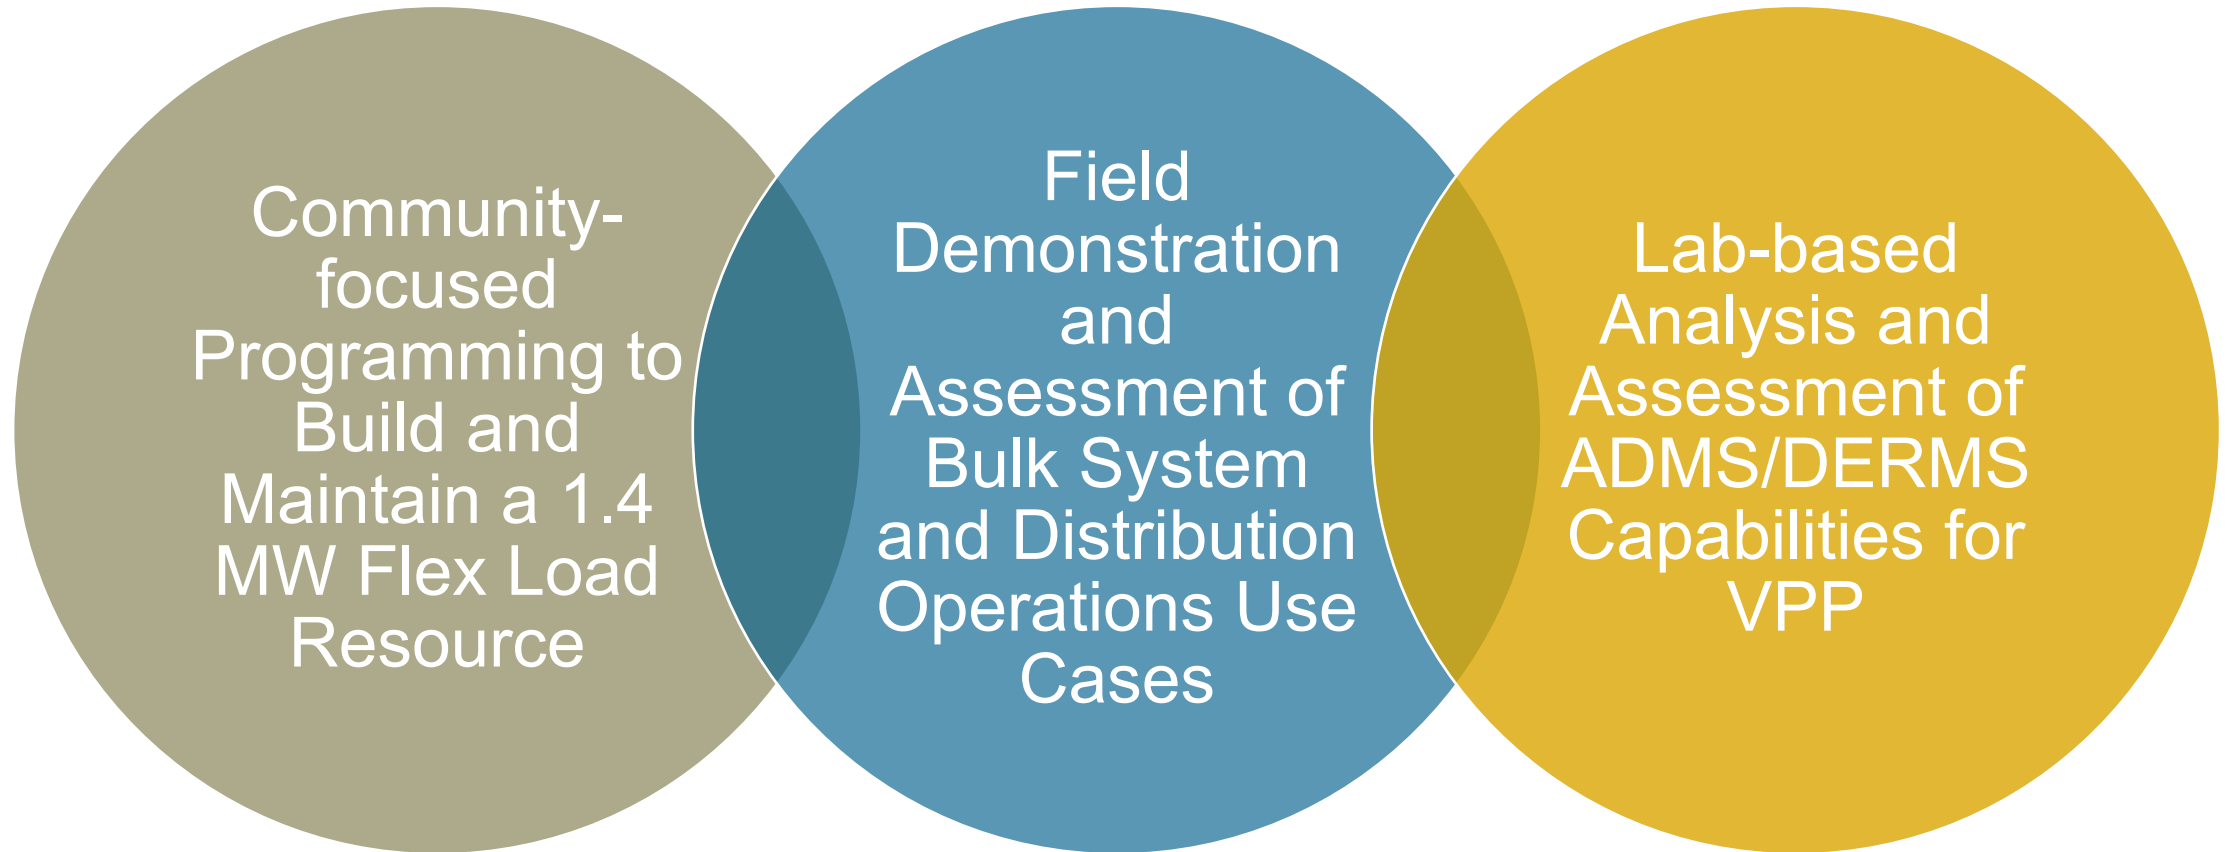 Community-
focused
Programming to
Build and
Maintain a 1.4
MW Flex Load
Resource
Field
Demonstration
and
Assessment of
Bulk System
and Distribution
Operations Use
Cases
Lab-based
Analysis and
Assessment of
ADMS/DERMS
Capabilities for
VPP